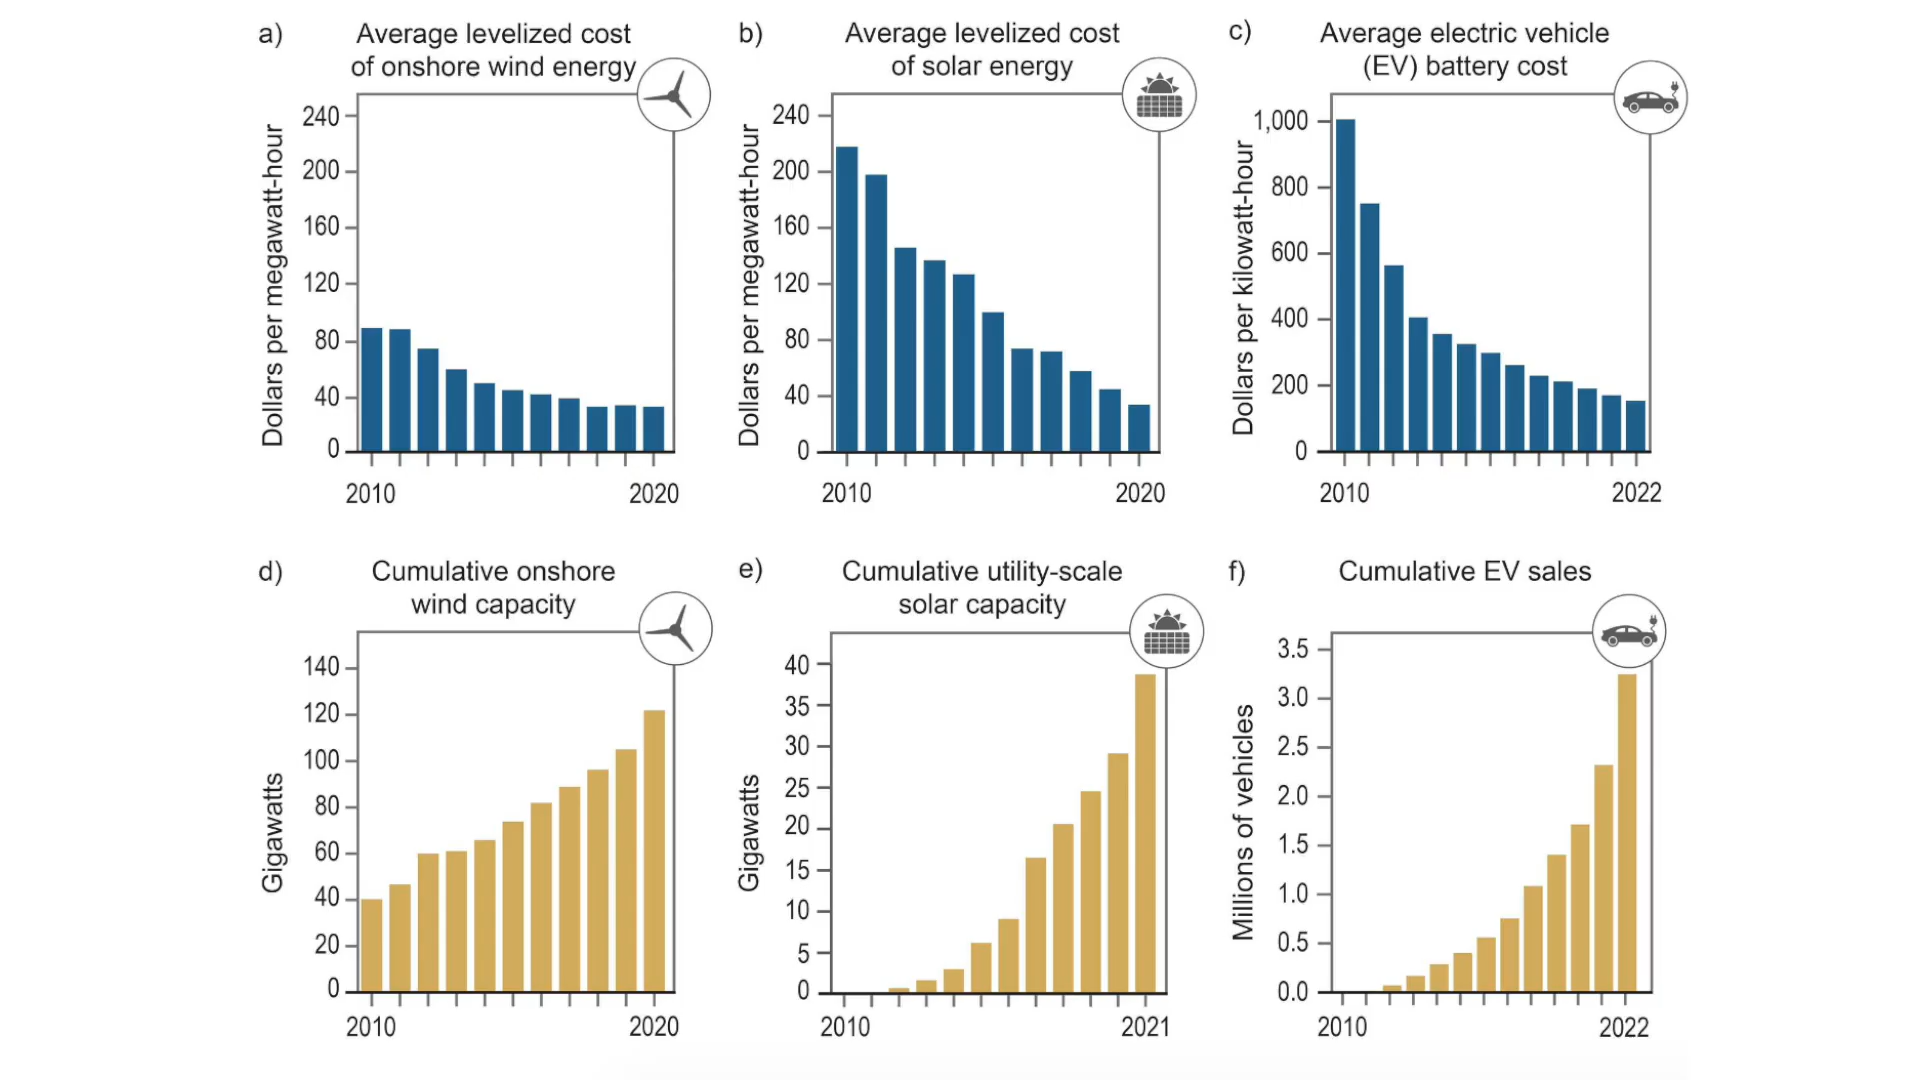 a)
Average levelized cost
of onshore wind energy
Dollars per megawatt-hour
240
200
160
120
80
40
0
2010
2020
b)
Average levelized cost
of solar energy
Dollars per megawatt-hour
240
200
160
120
80
40
0
2010
2020
c)
Average electric vehicle
(EV) battery cost
Dollars per kilowatt-hour
1,000
800
600
400
200
0
2010
2022
d)
Cumulative onshore
wind capacity
Gigawatts
140
120
100
80
60
40
20
0
2010
2020
e)
Cumulative utility-scale
solar capacity
Gigawatts
40
35
30
25
20
15
10
5
0
2010
2021
f)
Cumulative EV sales
Millions of vehicles
3.5
3.0
2.5
2.0
1.5
1.0
0.5
0.0
2010
2022